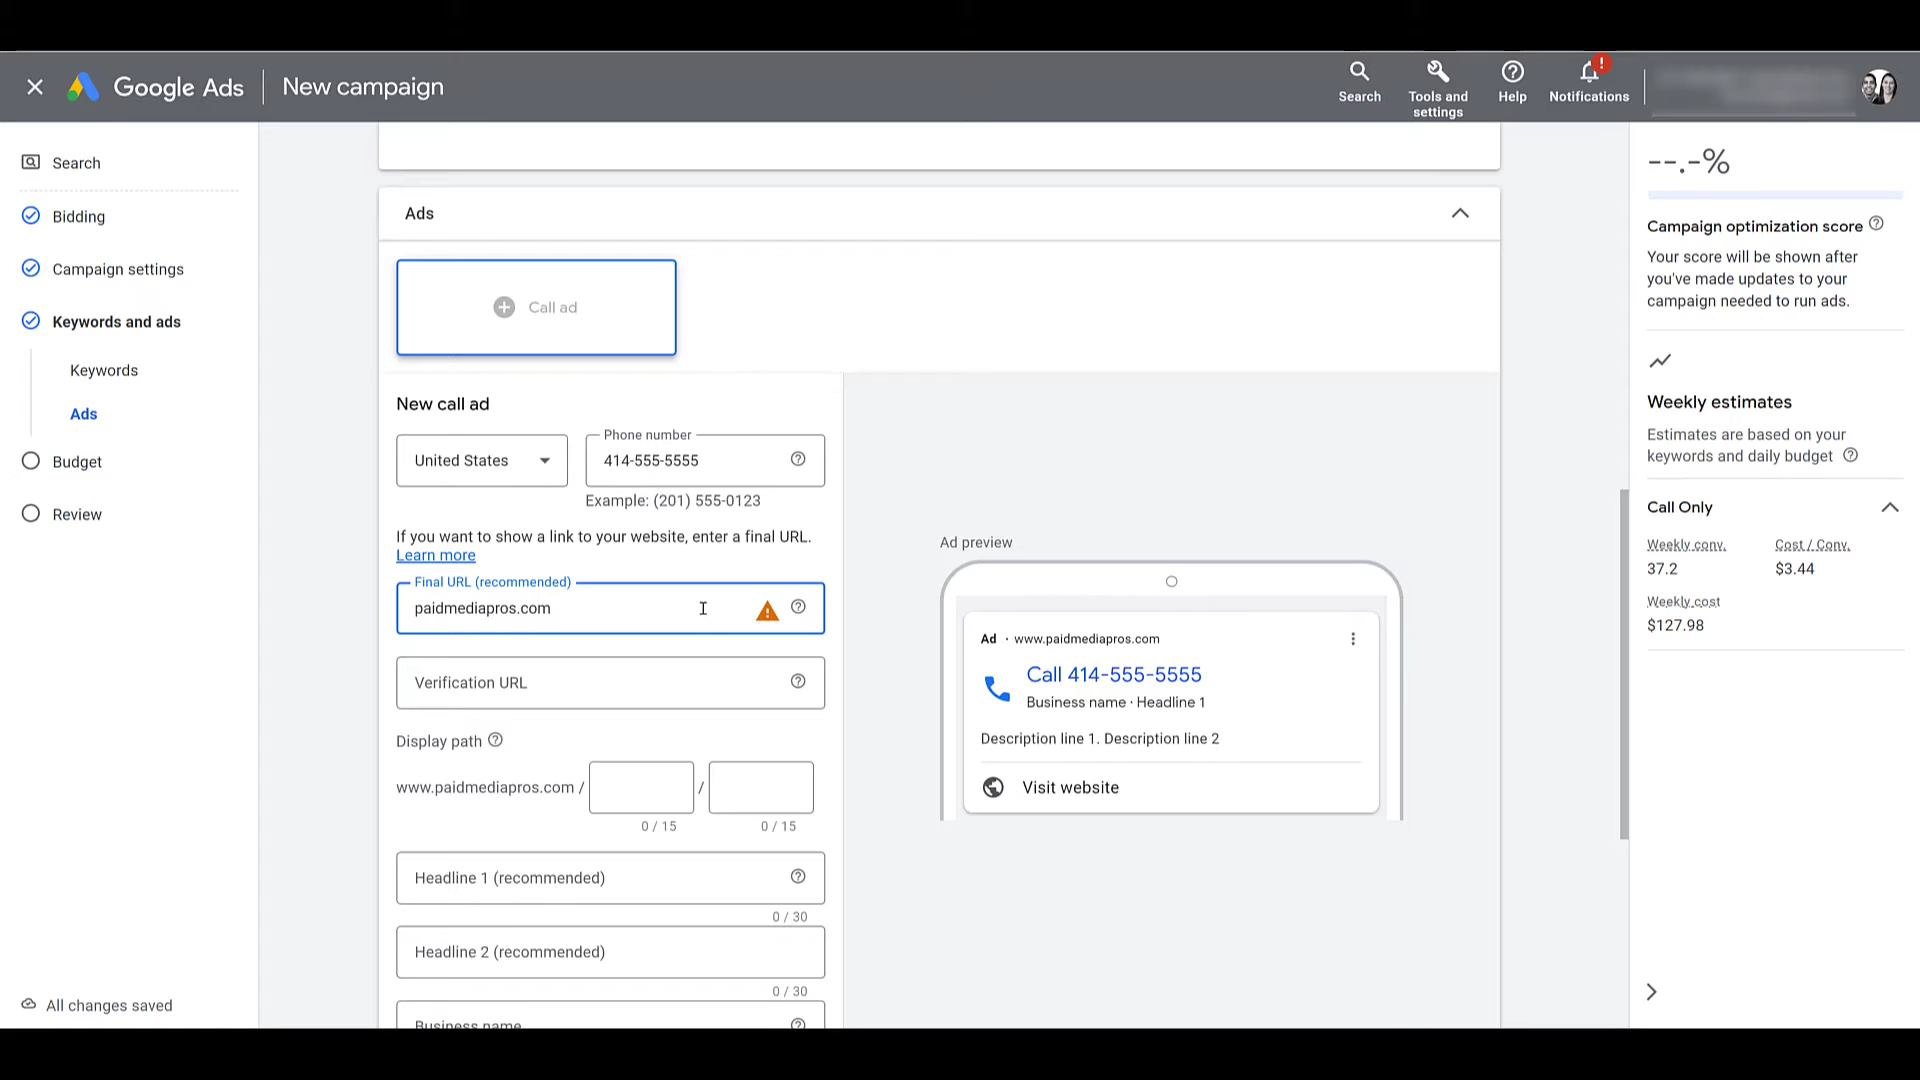 Google Ads
New campaign
Search
Tools and
settings
Help
Notifications
!
Search
Bidding
Campaign settings
Keywords and ads
Keywords
Ads
Budget
Review
All changes saved
Ads
Call ad
New call ad
United States
Phone number
414-555-5555
Example: (201) 555-0123
If you want to show a link to your website, enter a final URL.
Learn more
Final URL (recommended)
paidmediapros.com
Verification URL
Display path
www.paidmediapros.com /
/
0 / 15
0 / 15
Headline 1 (recommended)
0 / 30
Headline 2 (recommended)
0 / 30
Business name
Ad preview
Ad · www.paidmediapros.com
Call 414-555-5555
Business name · Headline 1
Description line 1. Description line 2
Visit website
--.-%
Campaign optimization score
Your score will be shown after
you've made updates to your
campaign needed to run ads.
Weekly estimates
Estimates are based on your
keywords and daily budget
Call Only
Weekly conv.
Cost / Conv.
37.2
$3.44
Weekly cost
$127.98